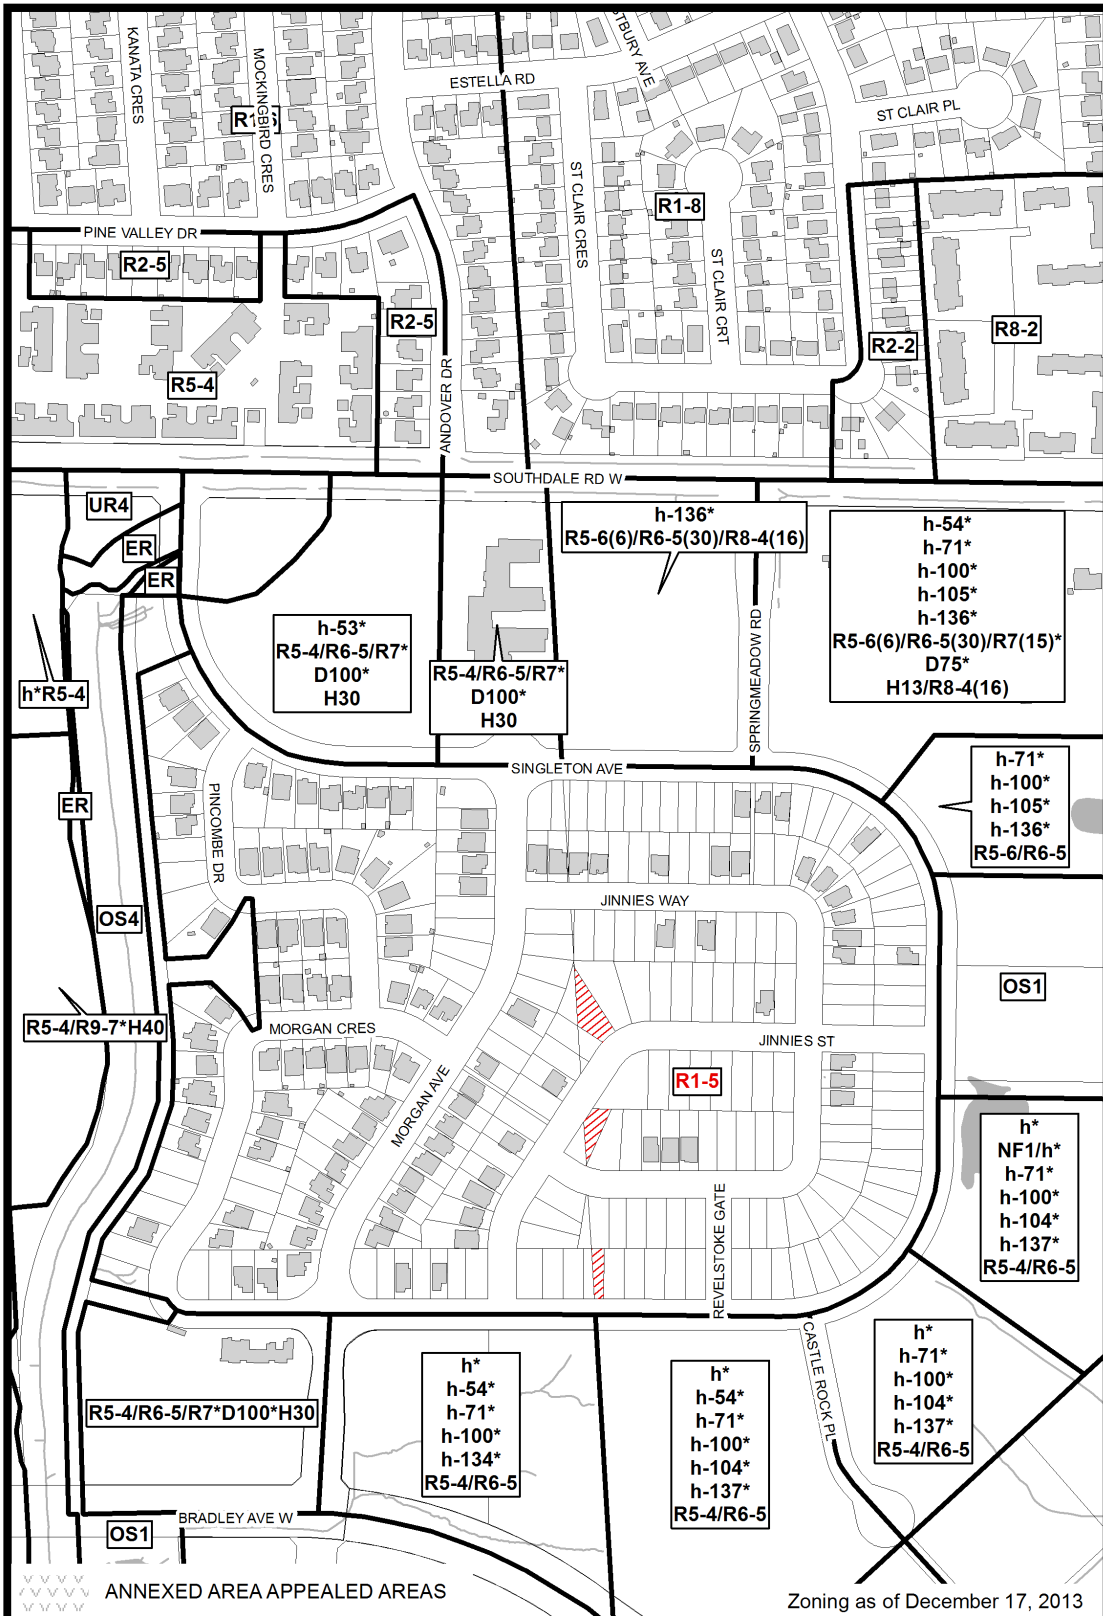 KANATA CRES
MOCKINGBIRD CRES
ESTELLA RD
ST CLAIR PL
ST CLAIR CRES
R1-8
ST CLAIR CRT
PINE VALLEY DR
R2-5
R2-5
R5-4
R2-2
R8-2
ANDOVER DR
SOUTHDALE RD W
UR4
ER
ER
h-136*
R5-6(6)/R6-5(30)/R8-4(16)
h-54*
h-71*
h-100*
h-105*
h-136*
R5-6(6)/R6-5(30)/R7(15)*
D75*
H13/R8-4(16)
h-53*
R5-4/R6-5/R7*
D100*
H30
R5-4/R6-5/R7*
D100*
H30
SPRINGMEADOW RD
h*R5-4
SINGLETON AVE
h-71*
h-100*
h-105*
h-136*
R5-6/R6-5
ER
PINCOMBE DR
JINNIES WAY
OS4
OS1
R5-4/R9-7*H40
MORGAN CRES
JINNIES ST
R1-5
MORGAN AVE
h*
NF1/h*
h-71*
h-100*
h-104*
h-137*
R5-4/R6-5
REVELSTOKE GATE
CASTLE ROCK PL
h*
h-71*
h-100*
h-104*
h-137*
R5-4/R6-5
h*
h-54*
h-71*
h-100*
h-134*
R5-4/R6-5
h*
h-54*
h-71*
h-100*
h-104*
h-137*
R5-4/R6-5
R5-4/R6-5/R7*D100*H30
BRADLEY AVE W
OS1
ANNEXED AREA APPEALED AREAS
Zoning as of December 17, 2013